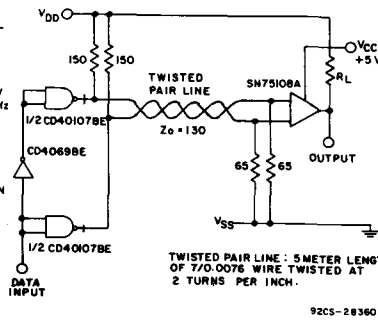 VDD
150
150
TWISTED
PAIR LINE
SN75108A
VCC
+5V
RL
1/2 CD40107BE
Zo = 130
CD4069BE
OUTPUT
65
65
VSS
1/2 CD40107BE
DATA
INPUT
TWISTED PAIR LINE: 5 METER LENGTH
OF 7/0.0076 WIRE TWISTED AT
2 TURNS PER INCH.
92CS-28360